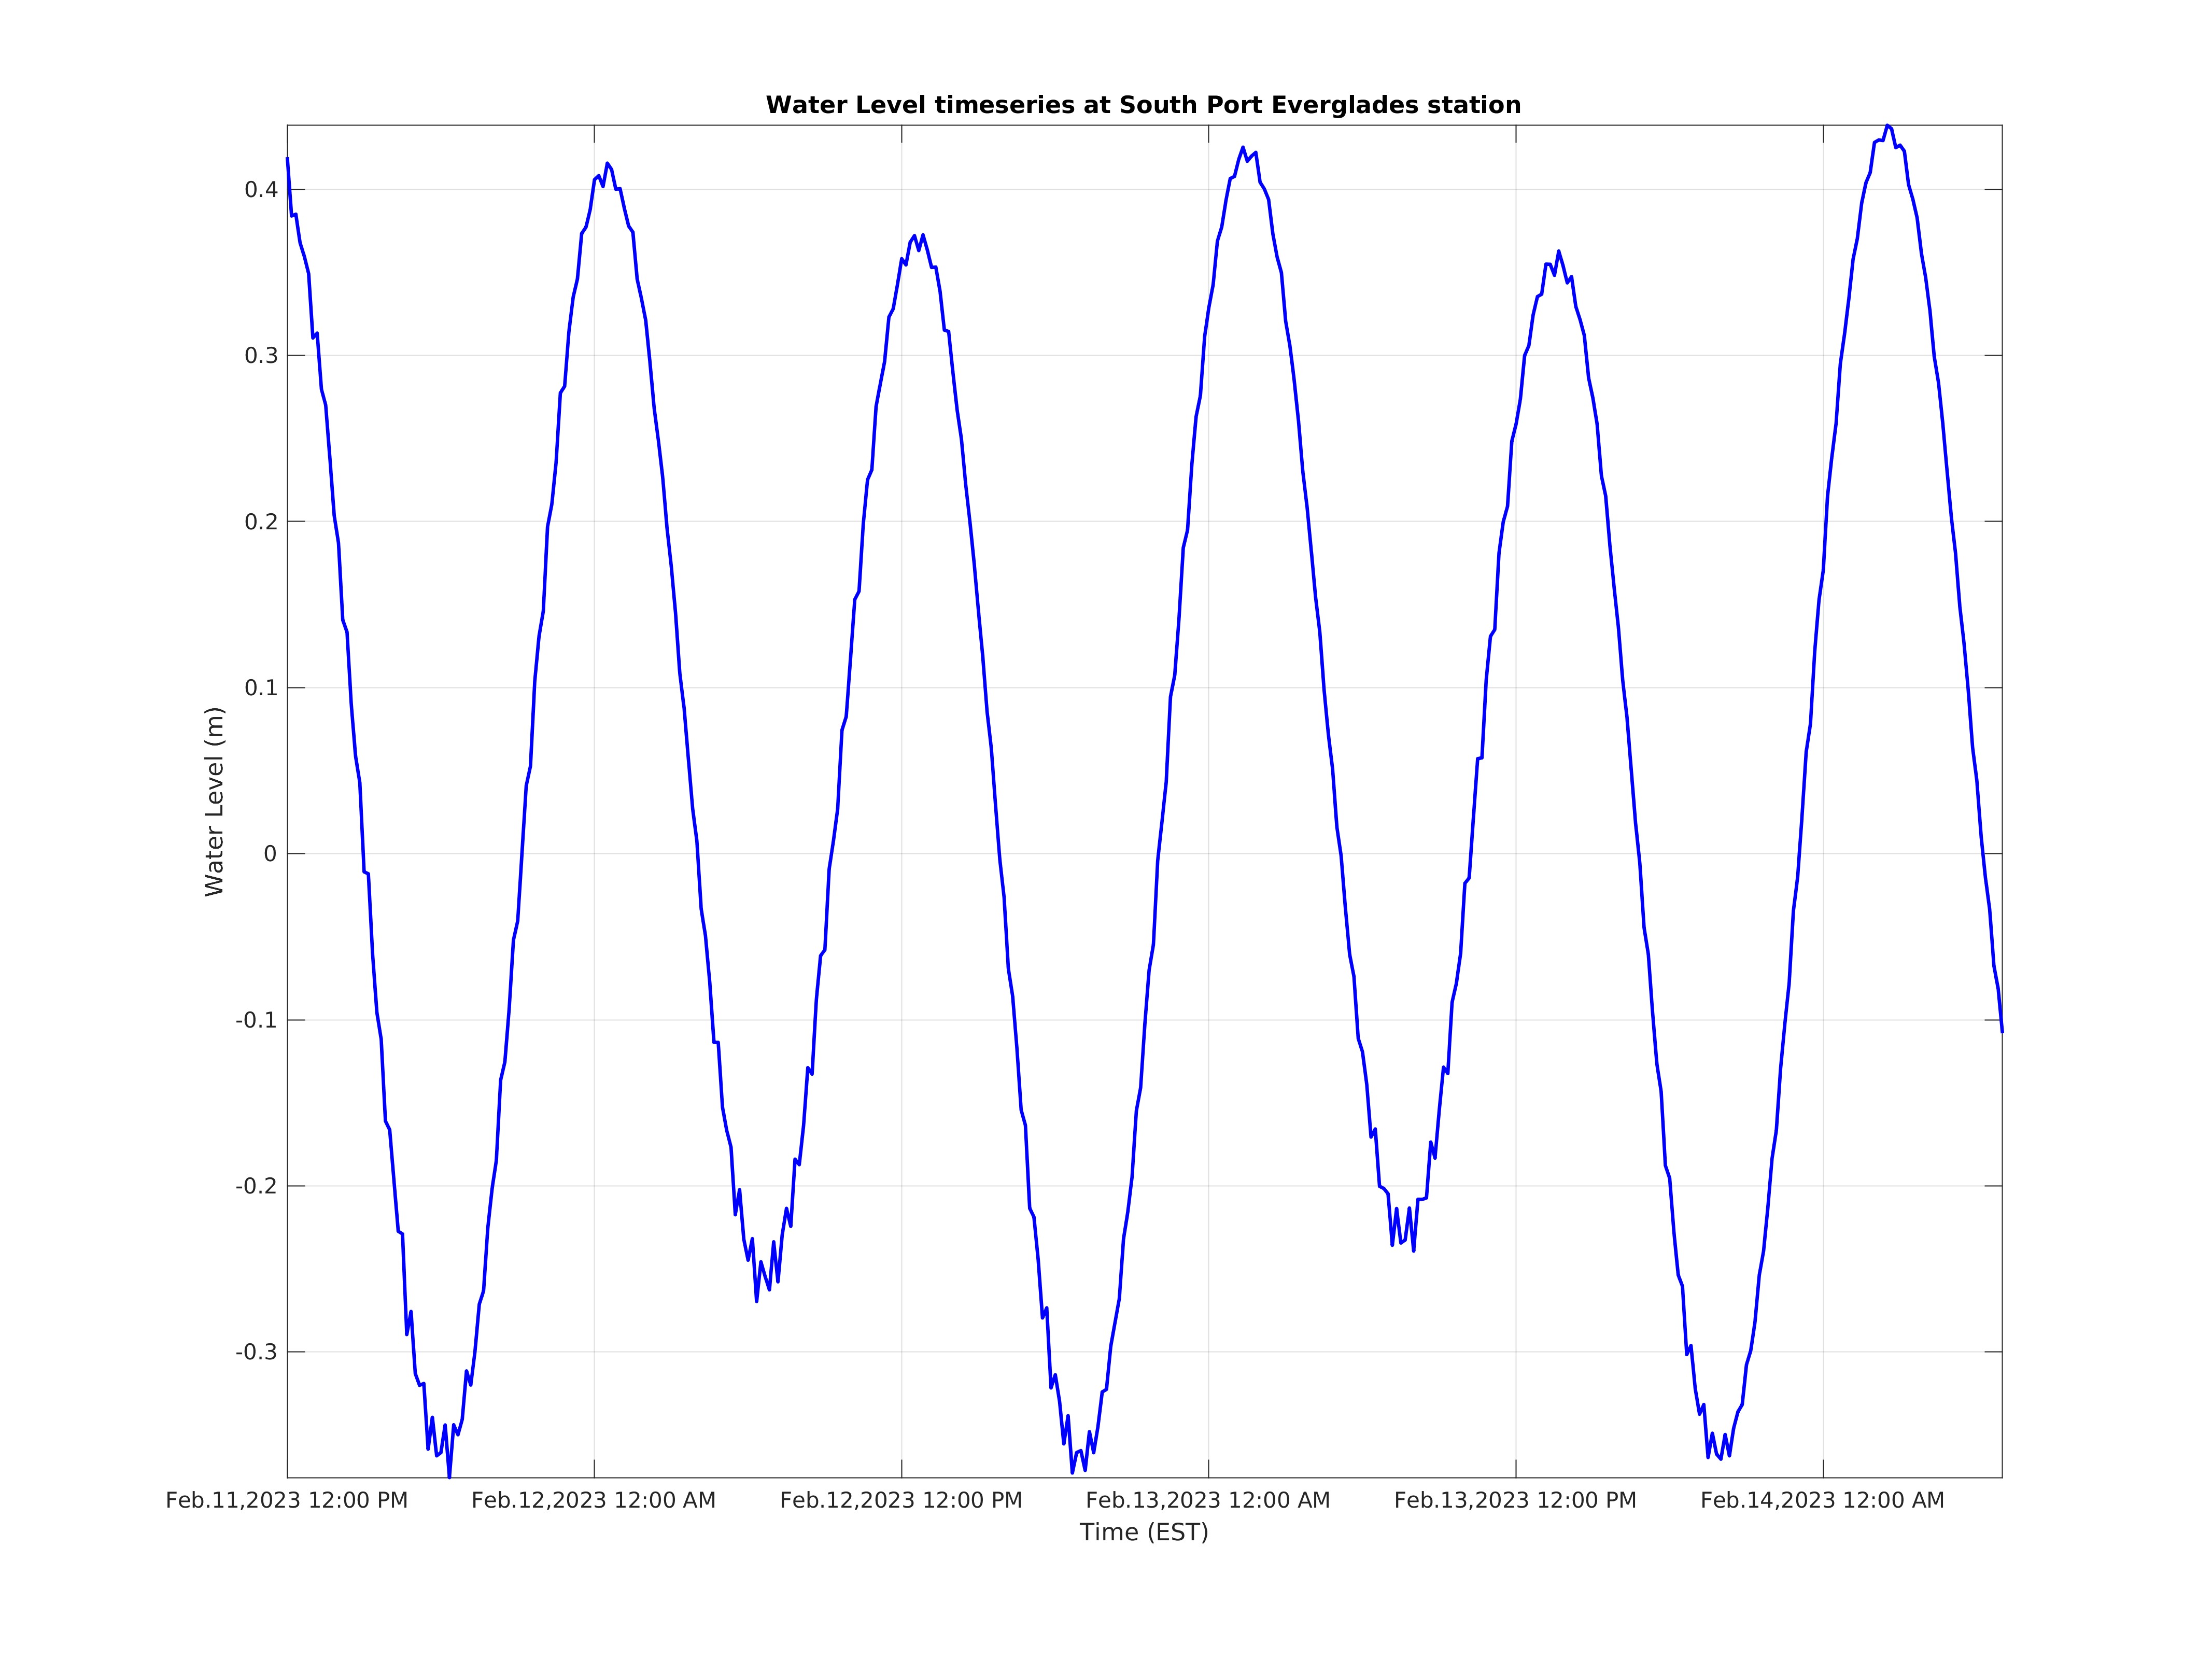 Water Level timeseries at South Port Everglades station
0.4
0.3
0.2
0.1
0
-0.1
-0.2
-0.3
Water Level (m)
Feb.11,2023 12:00 PM Feb.12,2023 12:00 AM Feb.12,2023 12:00 PM Feb.13,2023 12:00 AM Feb.13,2023 12:00 PM Feb.14,2023 12:00 AM
Time (EST)